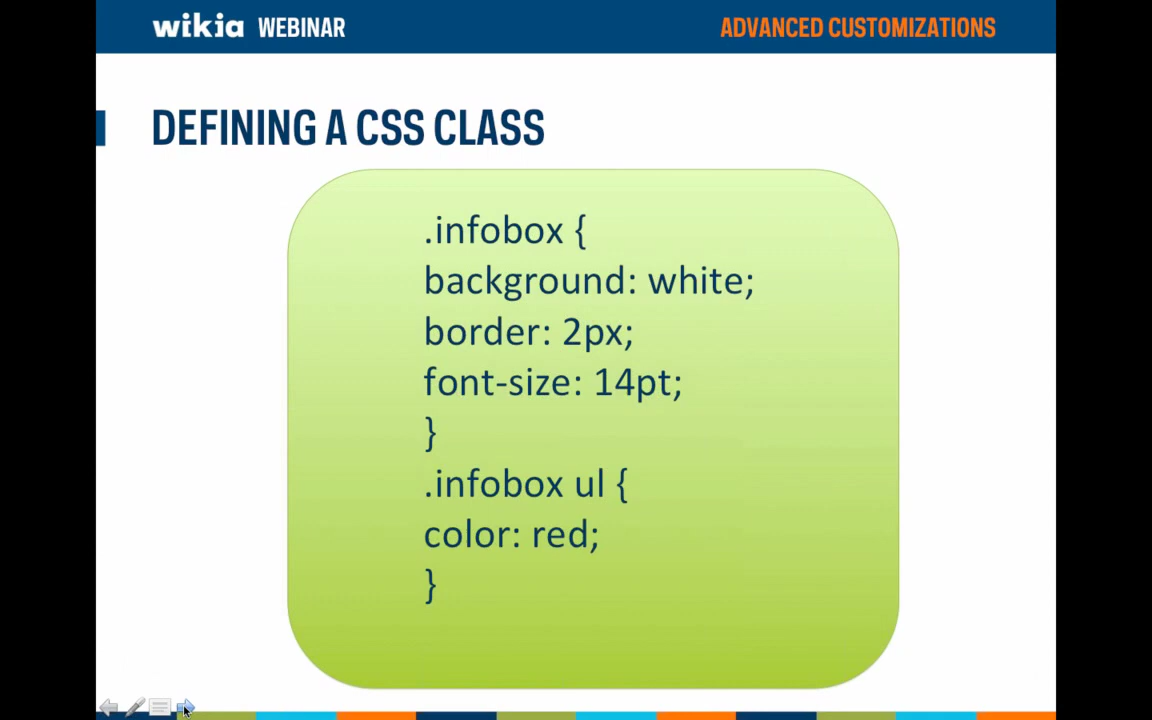 wikia WEBINAR
ADVANCED CUSTOMIZATIONS
DEFINING A CSS CLASS
.infobox {
background: white;
border: 2px;
font-size: 14pt;
}
.infobox ul {
color: red;
}